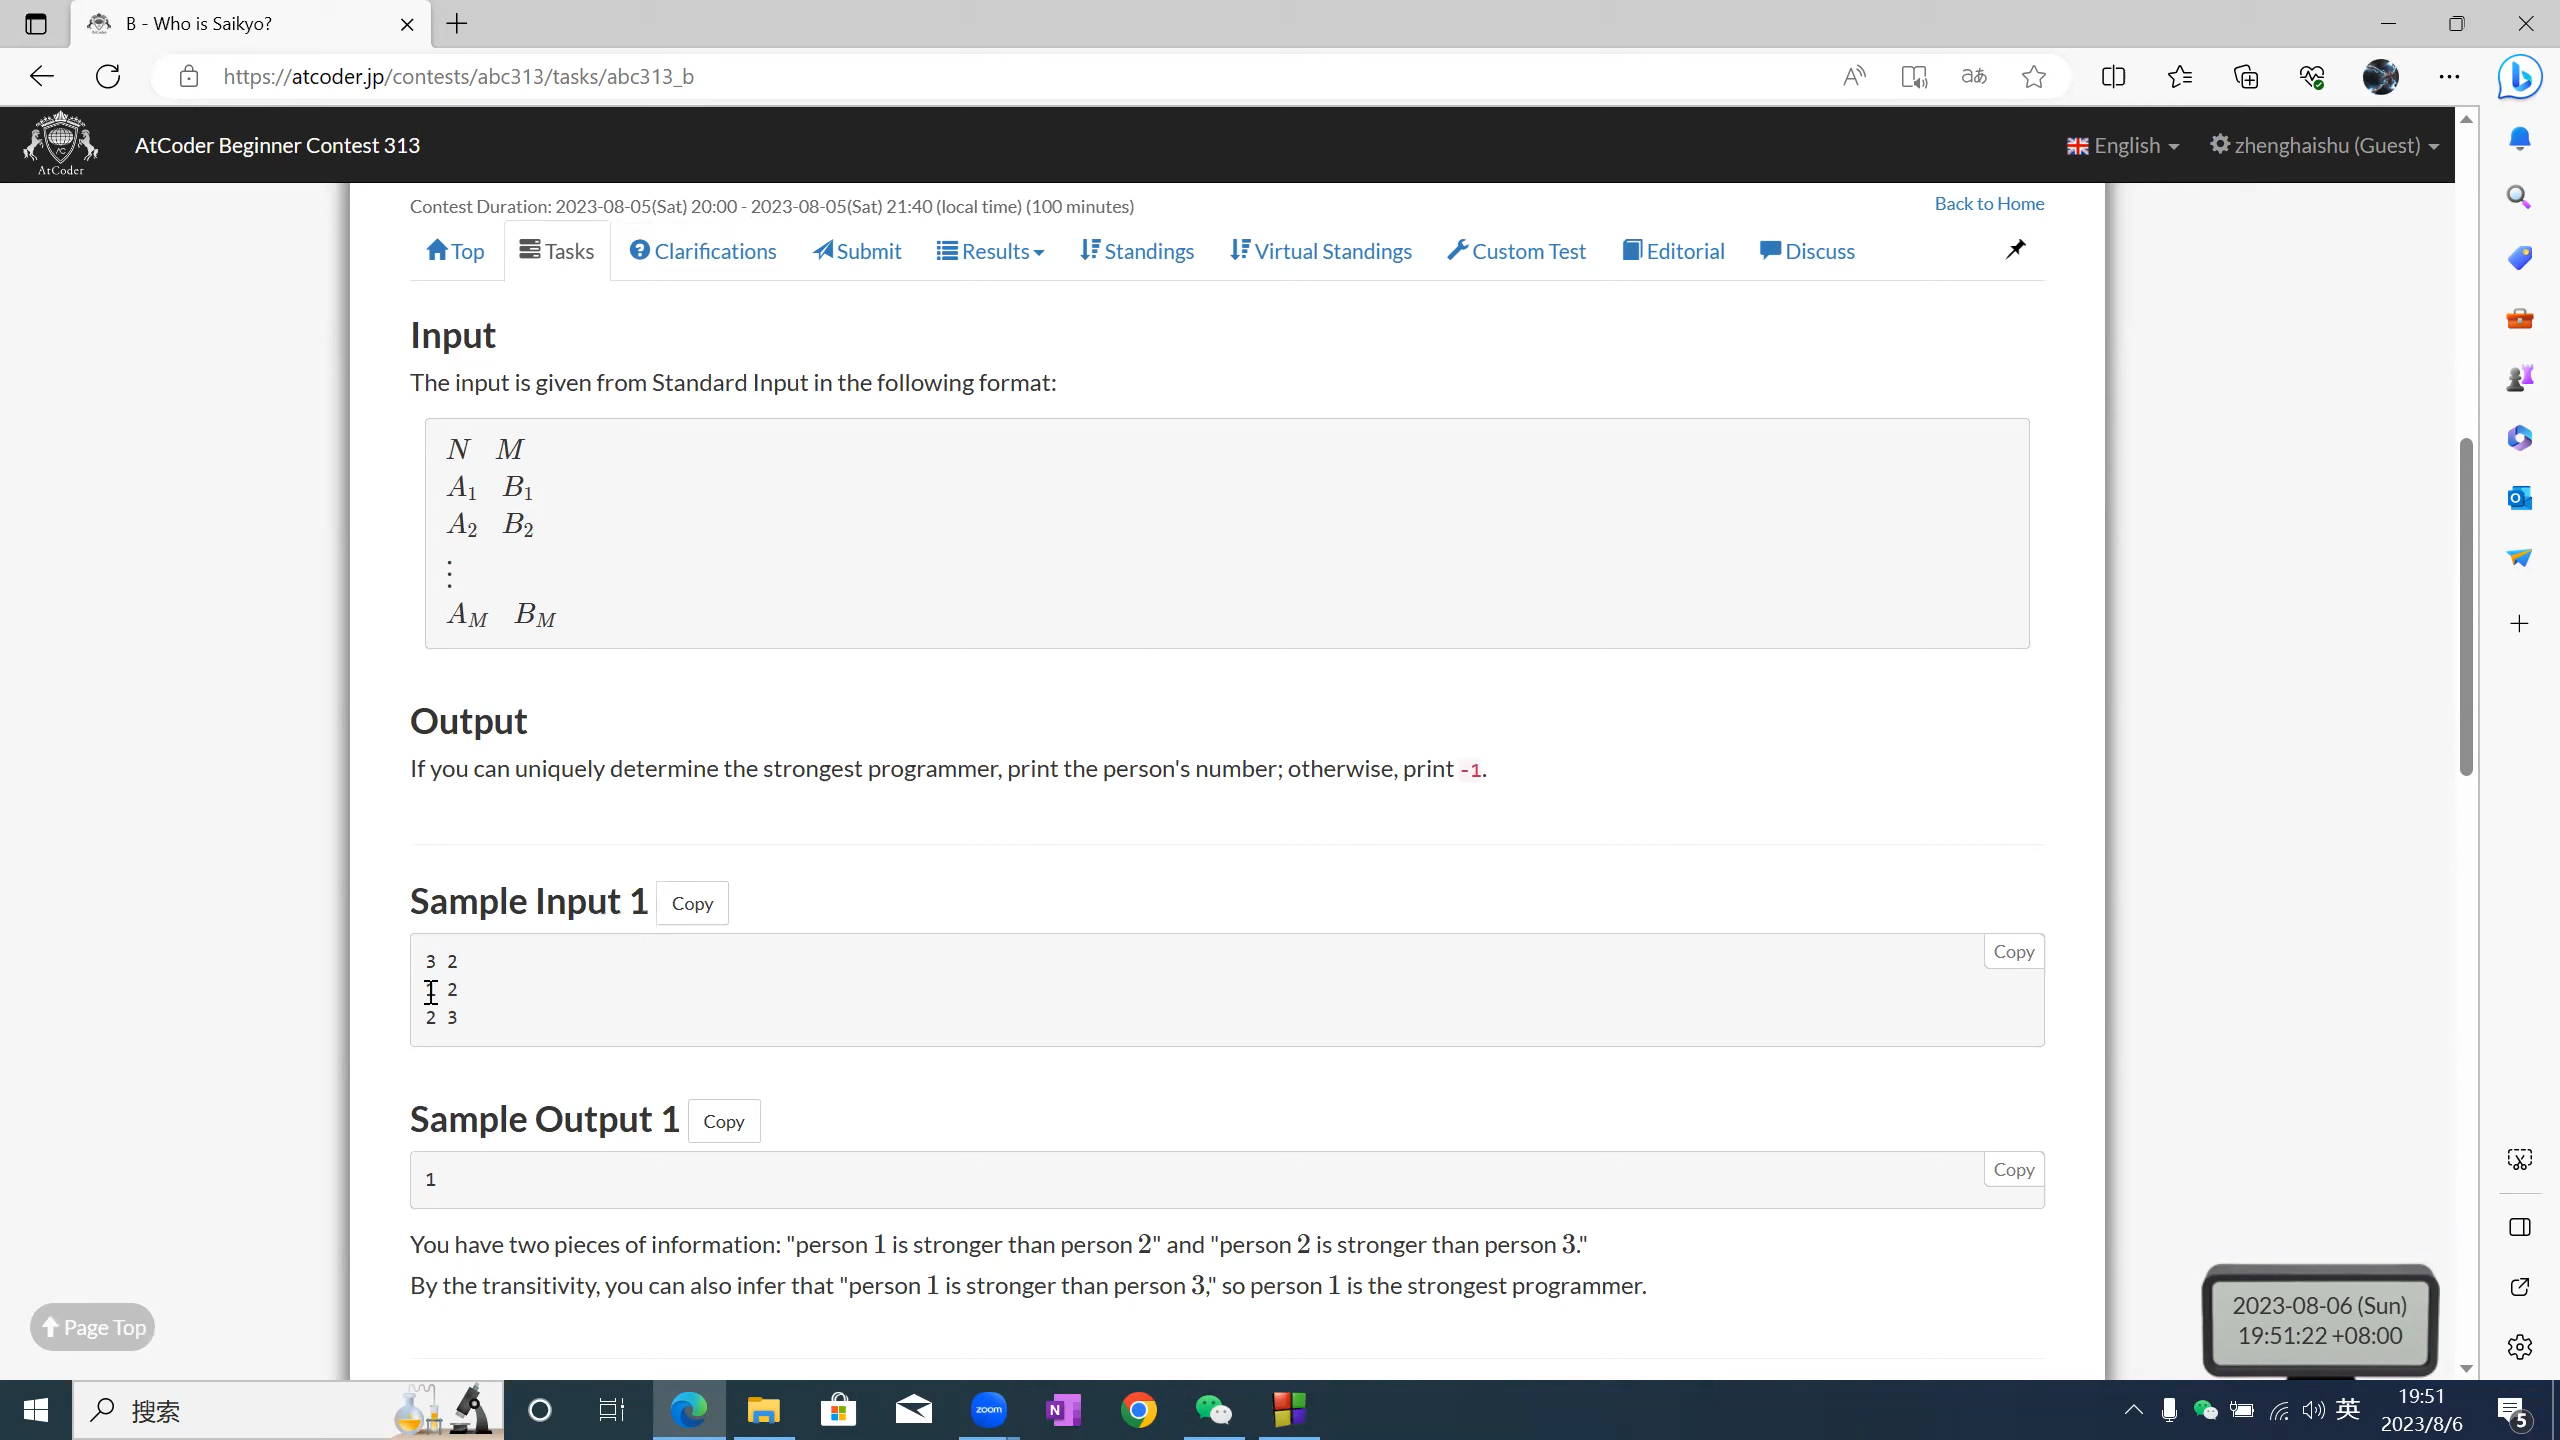 B - Who is Saikyo?
https://atcoder.jp/contests/abc313/tasks/abc313_b
AtCoder
AtCoder Beginner Contest 313
English
zhenghaishu (Guest)
Contest Duration: 2023-08-05(Sat) 20:00 - 2023-08-05(Sat) 21:40 (local time) (100 minutes)
Back to Home
Top
Tasks
Clarifications
Submit
Results
Standings
Virtual Standings
Custom Test
Editorial
Discuss
Input
The input is given from Standard Input in the following format:
N M
A1 B1
A2 B2
⋮
AM BM
Output
If you can uniquely determine the strongest programmer, print the person's number; otherwise, print -1.
Sample Input 1
Copy
Copy
3 2
1 2
2 3
Sample Output 1
Copy
Copy
1
You have two pieces of information: "person 1 is stronger than person 2" and "person 2 is stronger than person 3."
By the transitivity, you can also infer that "person 1 is stronger than person 3," so person 1 is the strongest programmer.
Page Top
2023-08-06 (Sun)
19:51:22 +08:00
搜索
zoom
N
英
19:51
2023/8/6
5